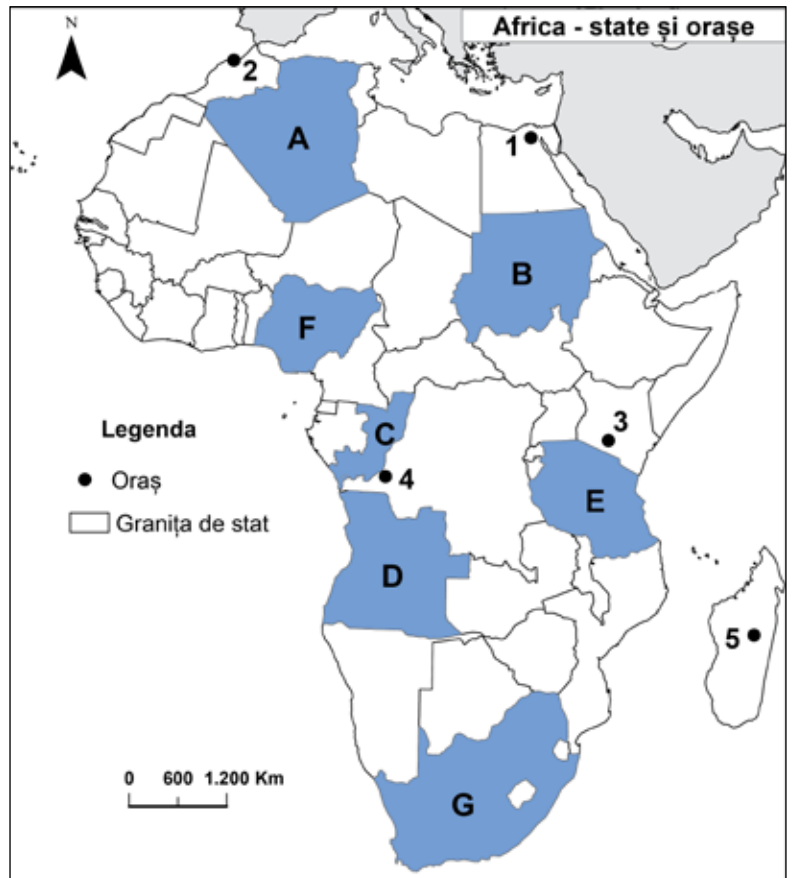 Africa - state și orașe
N
2
A
1
B
F
Legenda
C
3
Oraș
4
E
Granița de stat
D
5
0 600 1.200 Km
G